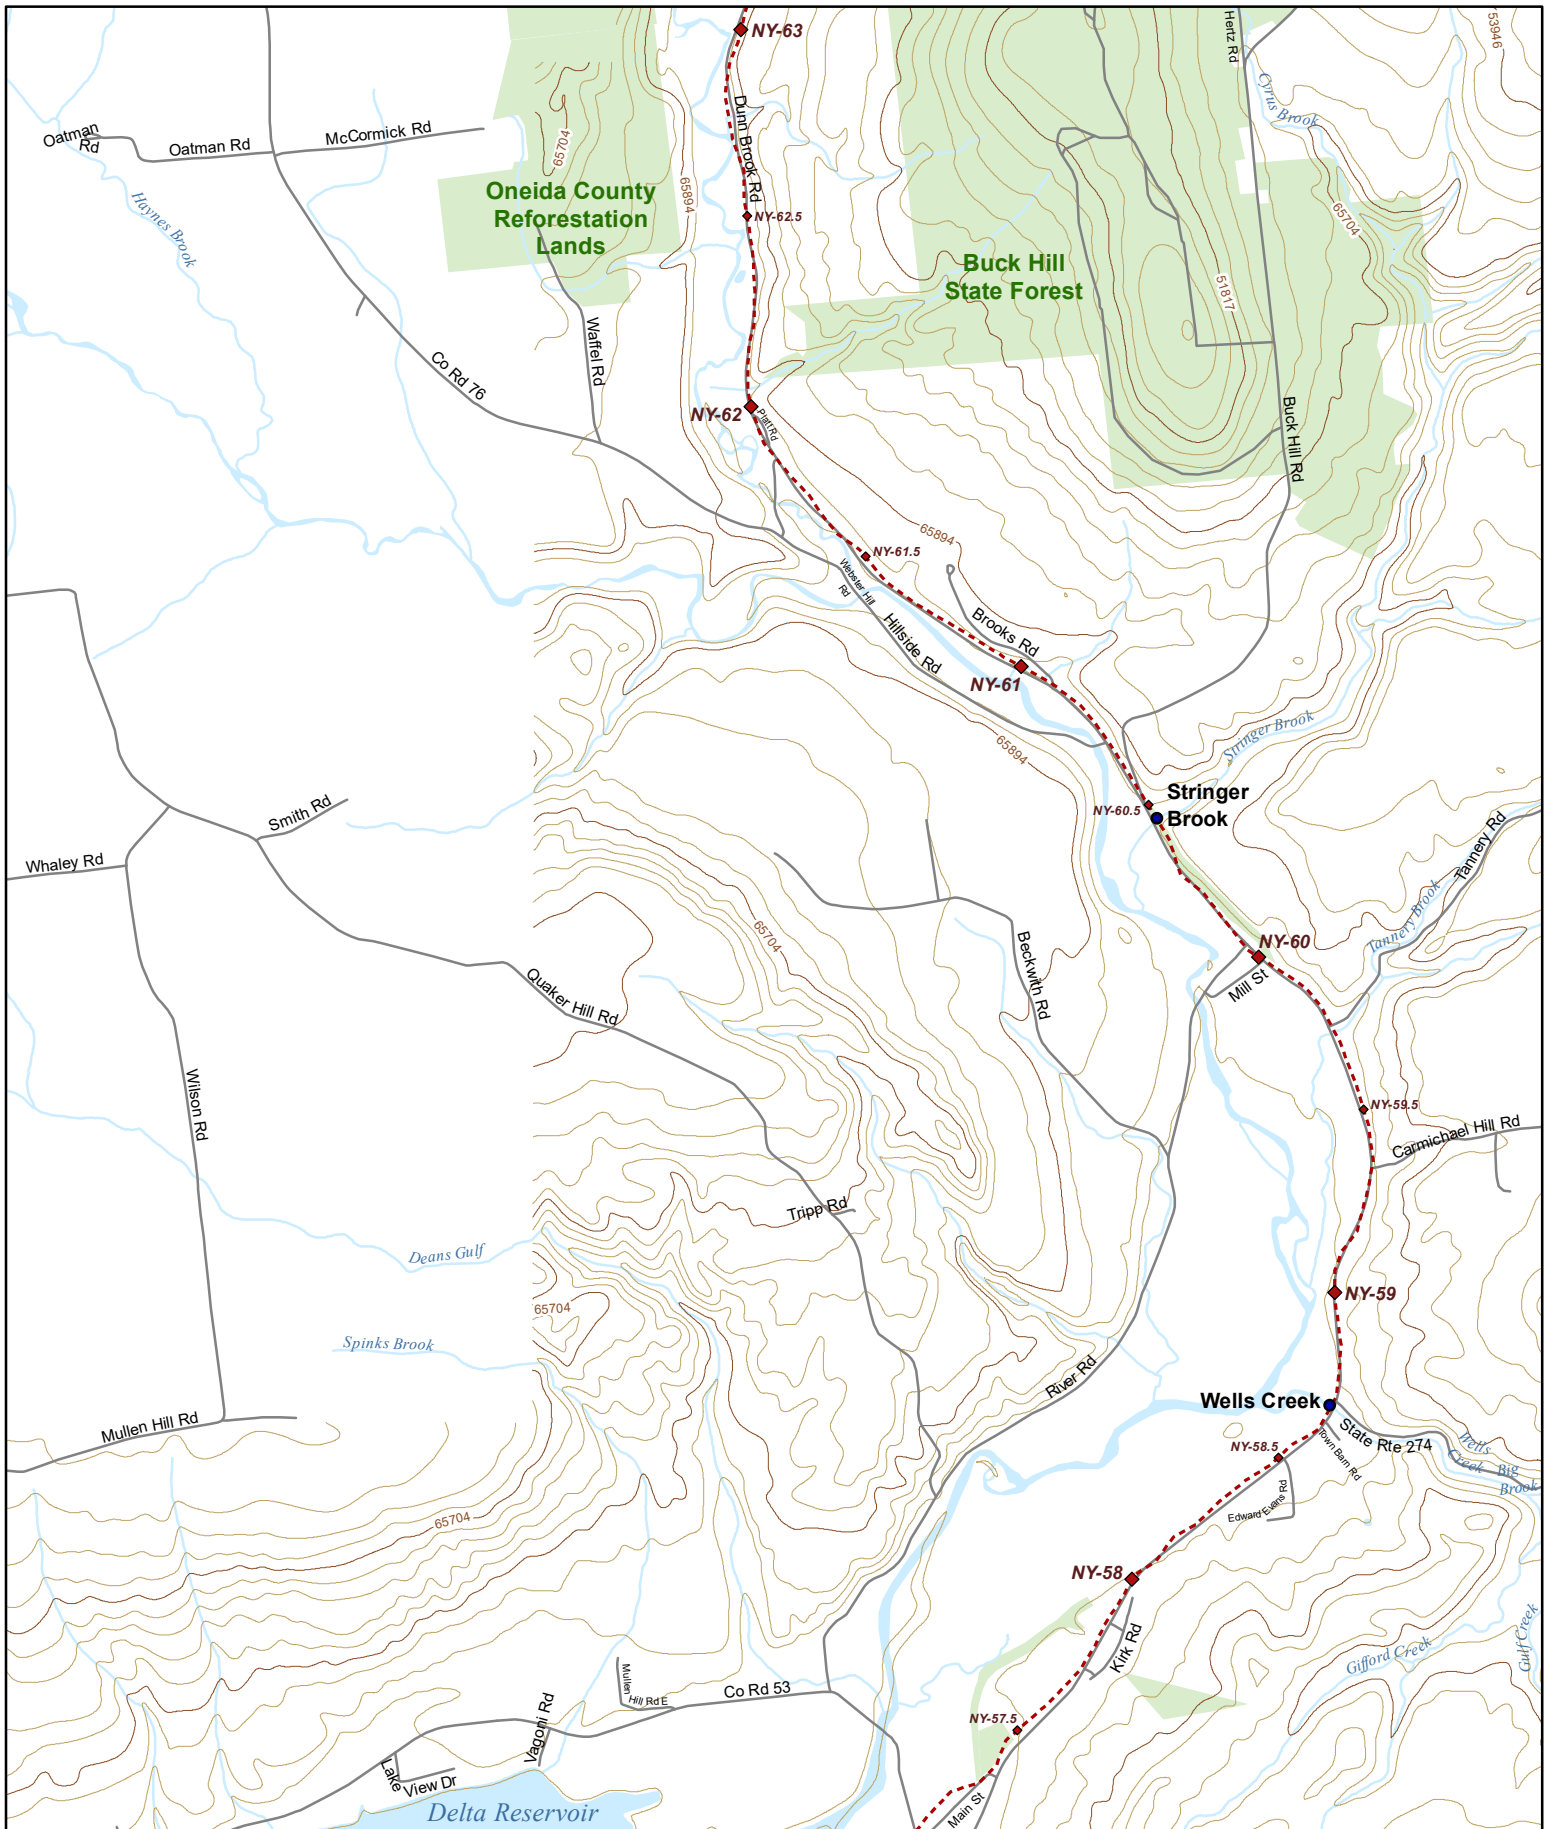 NY-63
Hertz Rd
53946
Cyrus Brook
Oatman
Rd
Oatman Rd
McCormick Rd
65704
Dunn Brook Rd
Oneida County
Reforestation
Lands
65894
Haynes Brook
NY-62.5
65704
Buck Hill
State Forest
51817
Waffel Rd
Co Rd 76
NY-62
Platt Rd
Buck Hill Rd
65894
NY-61.5
Webster Hill
Rd
Hillside Rd
Brooks Rd
NY-61
65894
Stringer Brook
Stringer
Brook
NY-60.5
Smith Rd
Whaley Rd
Tannery Rd
Tannery Brook
65704
Beckwith Rd
NY-60
Mill St
Quaker Hill Rd
Wilson Rd
NY-59.5
Carmichael Hill Rd
Tripp Rd
Deans Gulf
65704
NY-59
Spinks Brook
River Rd
Wells Creek
Mullen Hill Rd
State Rte 274
Town Barn Rd
Wells
Creek
Big
Brook
NY-58.5
Edward Evans Rd
65704
NY-58
Kirk Rd
Gifford Creek
Gulf Creek
Mullen
Hill Rd E
Co Rd 53
Vagoni Rd
NY-57.5
Lake
View Dr
Main St
Delta Reservoir